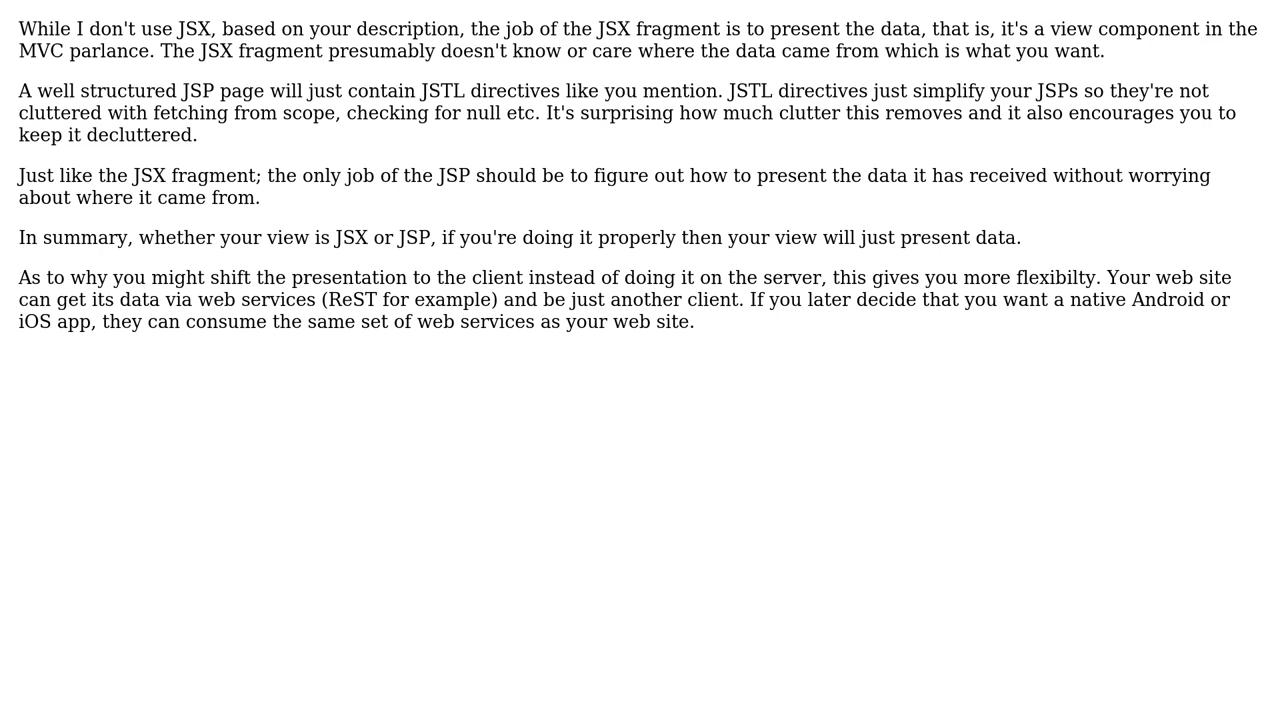 While I don't use JSX, based on your description, the job of the JSX fragment is to present the data, that is, it's a view component in the
MVC parlance. The JSX fragment presumably doesn't know or care where the data came from which is what you want.
A well structured JSP page will just contain JSTL directives like you mention. JSTL directives just simplify your JSPs so they're not
cluttered with fetching from scope, checking for null etc. It's surprising how much clutter this removes and it also encourages you to
keep it decluttered.
Just like the JSX fragment; the only job of the JSP should be to figure out how to present the data it has received without worrying
about where it came from.
In summary, whether your view is JSX or JSP, if you're doing it properly then your view will just present data.
As to why you might shift the presentation to the client instead of doing it on the server, this gives you more flexibilty. Your web site
can get its data via web services (ReST for example) and be just another client. If you later decide that you want a native Android or
iOS app, they can consume the same set of web services as your web site.